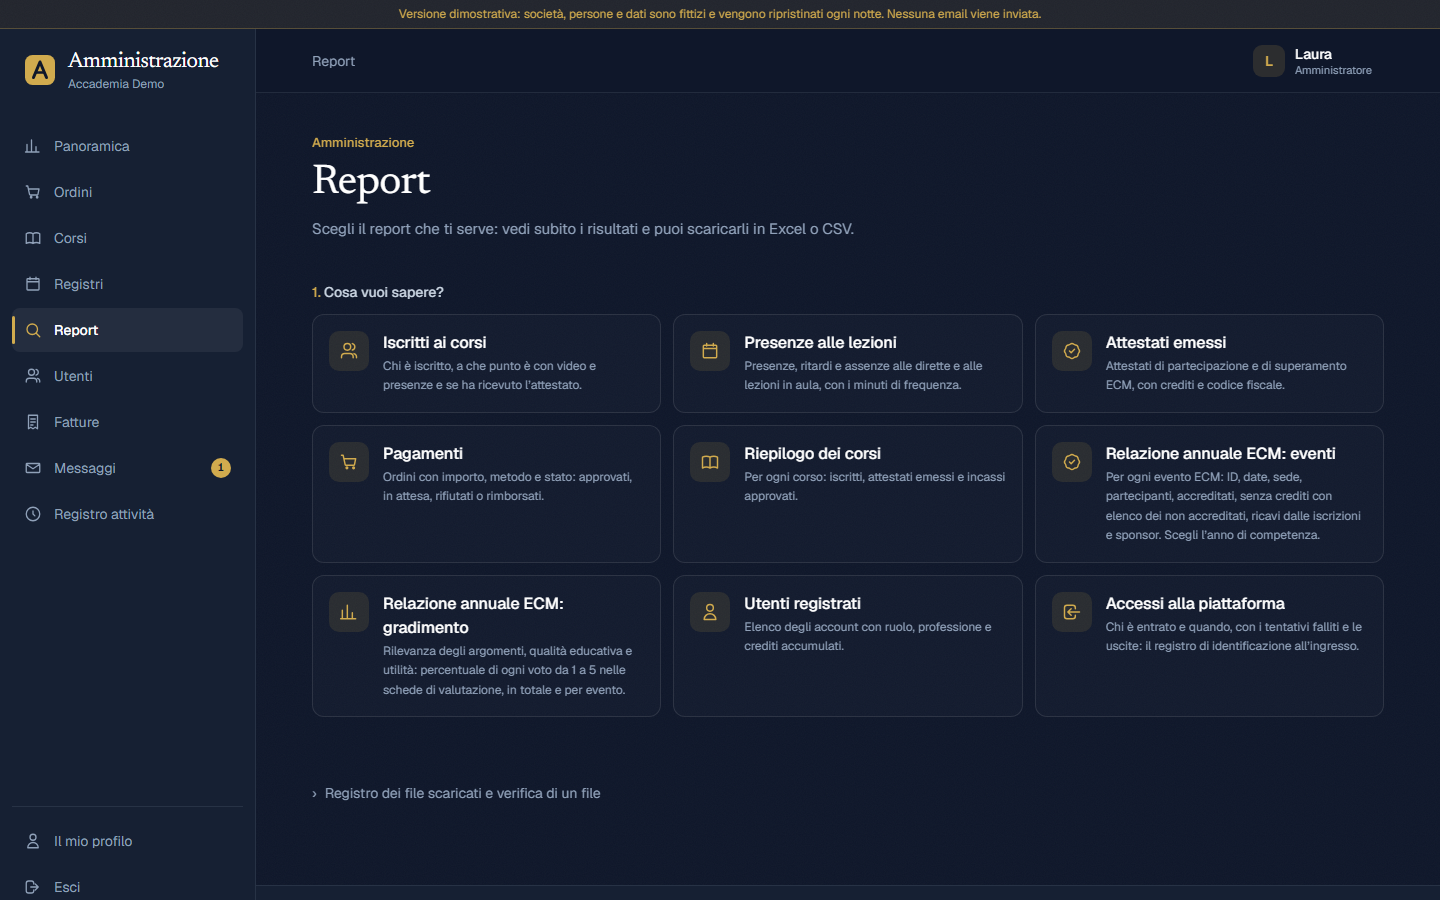 Versione dimostrativa: società, persone e dati sono fittizi e vengono ripristinati ogni notte. Nessuna email viene inviata.
A
Amministrazione
Accademia Demo
Panoramica
Ordini
Corsi
Registri
Report
Utenti
Fatture
Messaggi
1
Registro attività
Il mio profilo
Esci
Report
L
Laura
Amministratore
Amministrazione
Report
Scegli il report che ti serve: vedi subito i risultati e puoi scaricarli in Excel o CSV.
1. Cosa vuoi sapere?
Iscritti ai corsi
Chi è iscritto, a che punto è con video e
presenze e se ha ricevuto l'attestato.
Presenze alle lezioni
Presenze, ritardi e assenze alle dirette e alle
lezioni in aula, con i minuti di frequenza.
Attestati emessi
Attestati di partecipazione e di superamento
ECM, con crediti e codice fiscale.
Pagamenti
Ordini con importo, metodo e stato: approvati,
in attesa, rifiutati o rimborsati.
Riepilogo dei corsi
Per ogni corso: iscritti, attestati emessi e incassi
approvati.
Relazione annuale ECM: eventi
Per ogni evento ECM: ID, date, sede,
partecipanti, accreditati, senza crediti con
elenco dei non accreditati, ricavi dalle iscrizioni
e sponsor. Scegli l'anno di competenza.
Relazione annuale ECM:
gradimento
Rilevanza degli argomenti, qualità educativa e
utilità: percentuale di ogni voto da 1 a 5 nelle
schede di valutazione, in totale e per evento.
Utenti registrati
Elenco degli account con ruolo, professione e
crediti accumulati.
Accessi alla piattaforma
Chi è entrato e quando, con i tentativi falliti e le
uscite: il registro di identificazione all'ingresso.
› Registro dei file scaricati e verifica di un file